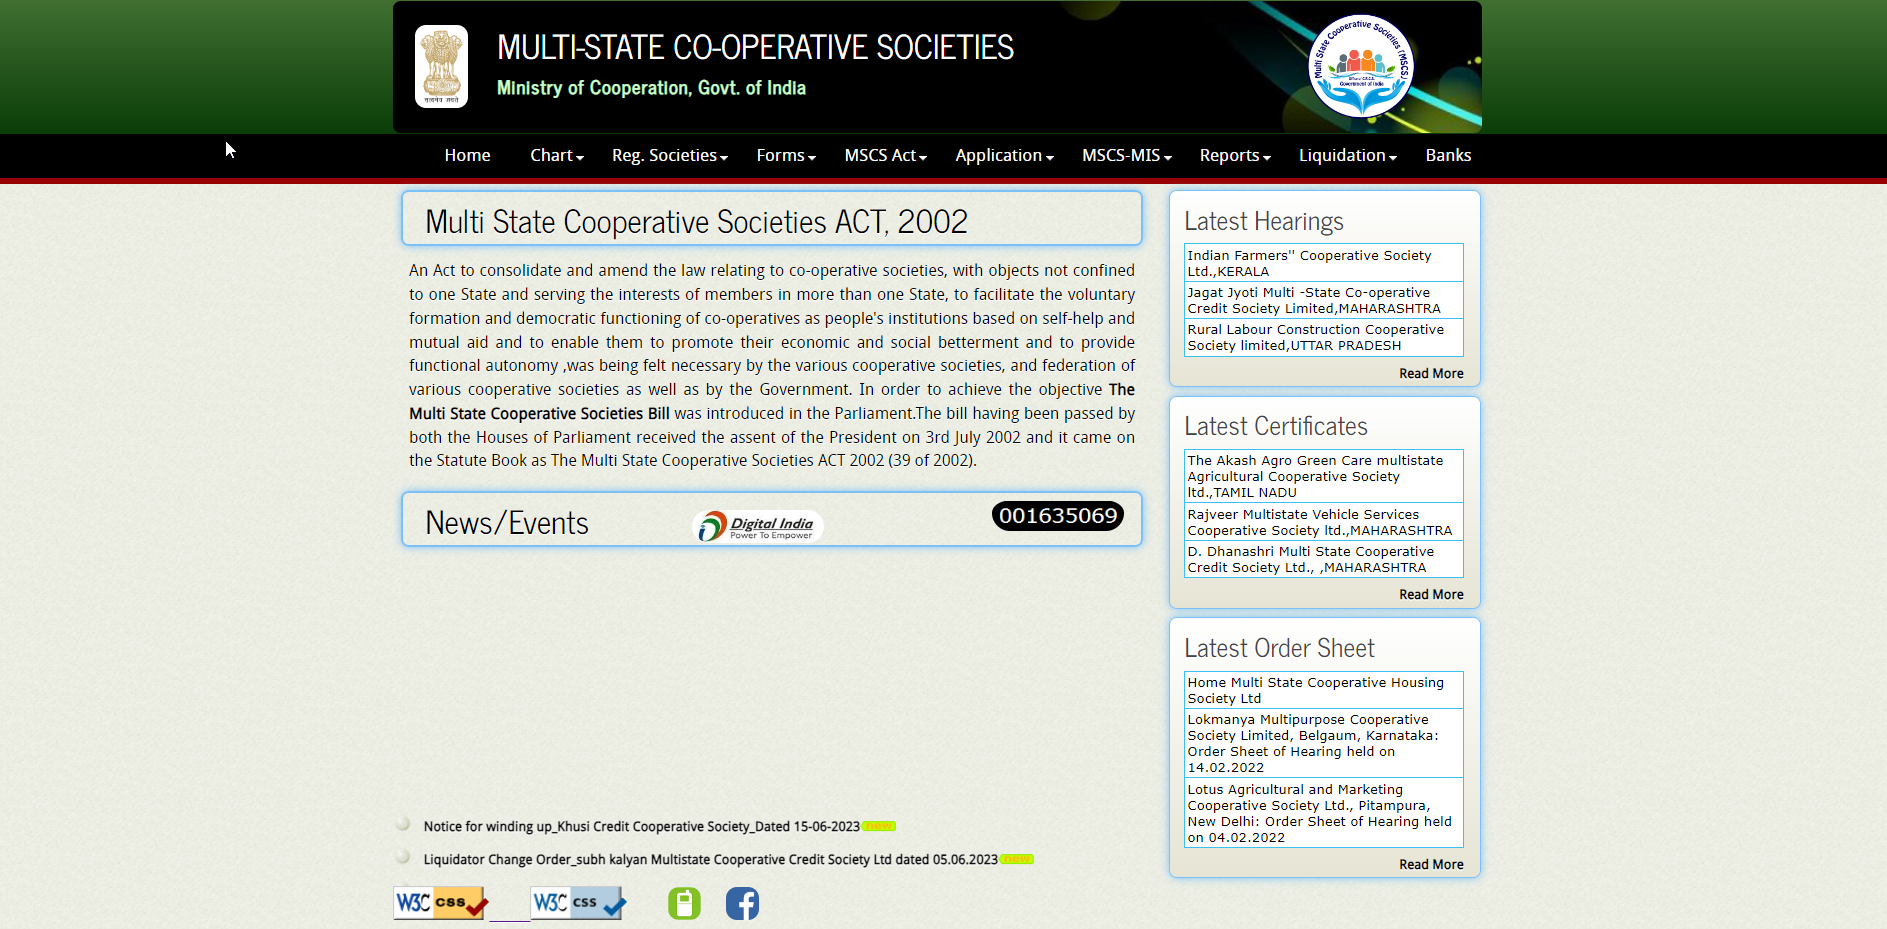 MULTI-STATE CO-OPERATIVE SOCIETIES
Ministry of Cooperation, Govt. of India
सत्यमेव जयते
Multi State Cooperative Societies (MSCS)
Government of India
Home Chart Reg. Societies Forms MSCS Act Application MSCS-MIS Reports Liquidation Banks
Multi State Cooperative Societies ACT, 2002
An Act to consolidate and amend the law relating to co-operative societies, with objects not confined
to one State and serving the interests of members in more than one State, to facilitate the voluntary
formation and democratic functioning of co-operatives as people's institutions based on self-help and
mutual aid and to enable them to promote their economic and social betterment and to provide
functional autonomy ,was being felt necessary by the various cooperative societies, and federation of
various cooperative societies as well as by the Government. In order to achieve the objective The
Multi State Cooperative Societies Bill was introduced in the Parliament.The bill having been passed by
both the Houses of Parliament received the assent of the President on 3rd July 2002 and it came on
the Statute Book as The Multi State Cooperative Societies ACT 2002 (39 of 2002).
News/Events
Digital India
Power To Empower
001635069
Notice for winding up_Khusi Credit Cooperative Society_Dated 15-06-2023 new
Liquidator Change Order_subh kalyan Multistate Cooperative Credit Society Ltd dated 05.06.2023 new
W3C css W3C css
Latest Hearings
Indian Farmers'' Cooperative Society
Ltd.,KERALA
Jagat Jyoti Multi -State Co-operative
Credit Society Limited,MAHARASHTRA
Rural Labour Construction Cooperative
Society limited,UTTAR PRADESH
Read More
Latest Certificates
The Akash Agro Green Care multistate
Agricultural Cooperative Society
ltd.,TAMIL NADU
Rajveer Multistate Vehicle Services
Cooperative Society ltd.,MAHARASHTRA
D. Dhanashri Multi State Cooperative
Credit Society Ltd., ,MAHARASHTRA
Read More
Latest Order Sheet
Home Multi State Cooperative Housing
Society Ltd
Lokmanya Multipurpose Cooperative
Society Limited, Belgaum, Karnataka:
Order Sheet of Hearing held on
14.02.2022
Lotus Agricultural and Marketing
Cooperative Society Ltd., Pitampura,
New Delhi: Order Sheet of Hearing held
on 04.02.2022
Read More